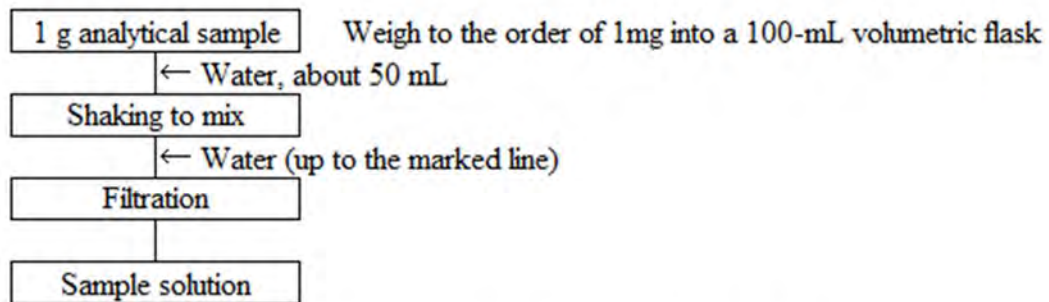 1 g analytical sample Weigh to the order of 1mg into a 100-mL volumetric flask
← Water, about 50 mL
Shaking to mix
← Water (up to the marked line)
Filtration
Sample solution